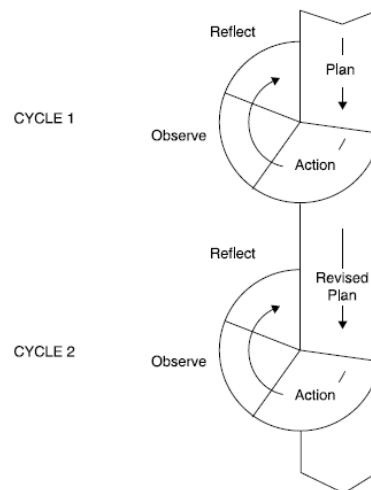 Reflect
Plan
CYCLE 1
Observe
Action
Reflect
Revised
Plan
CYCLE 2
Observe
Action